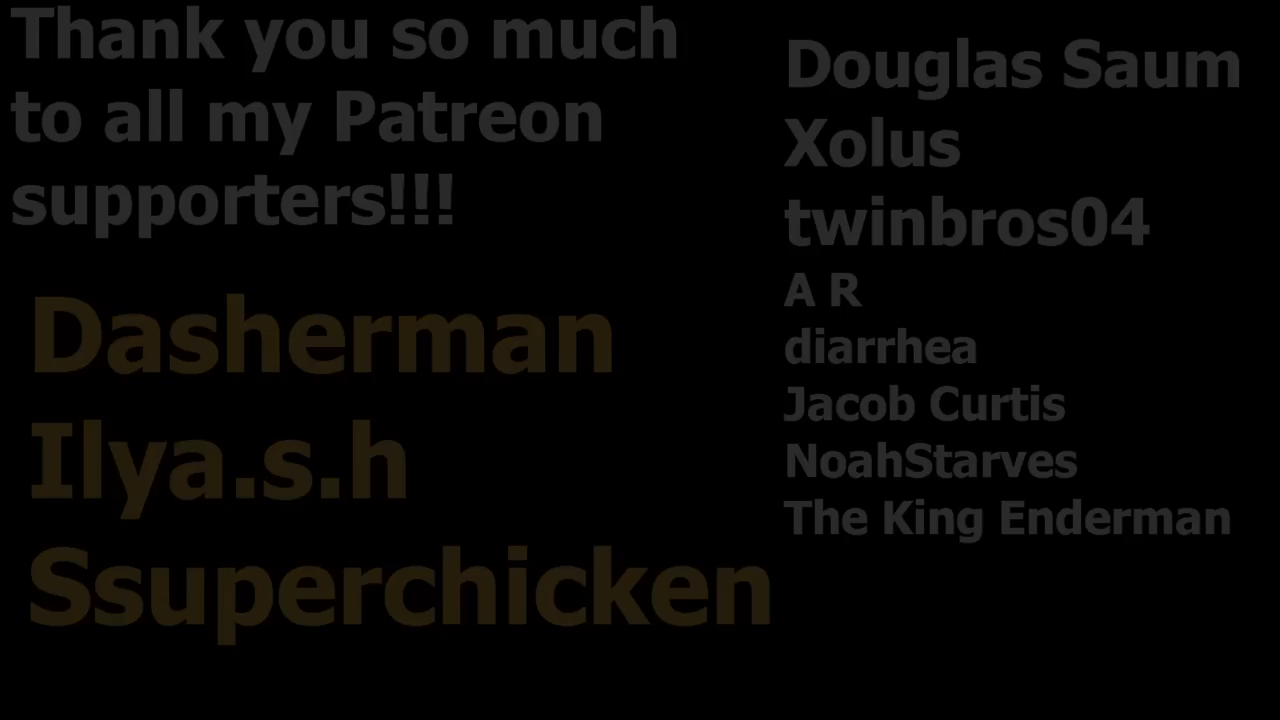 Thank you so much
to all my Patreon
supporters!!!
Dasherman
Ilya.s.h
Ssuperchicken
Douglas Saum
Xolus
twinbros04
A R
diarrhea
Jacob Curtis
NoahStarves
The King Enderman